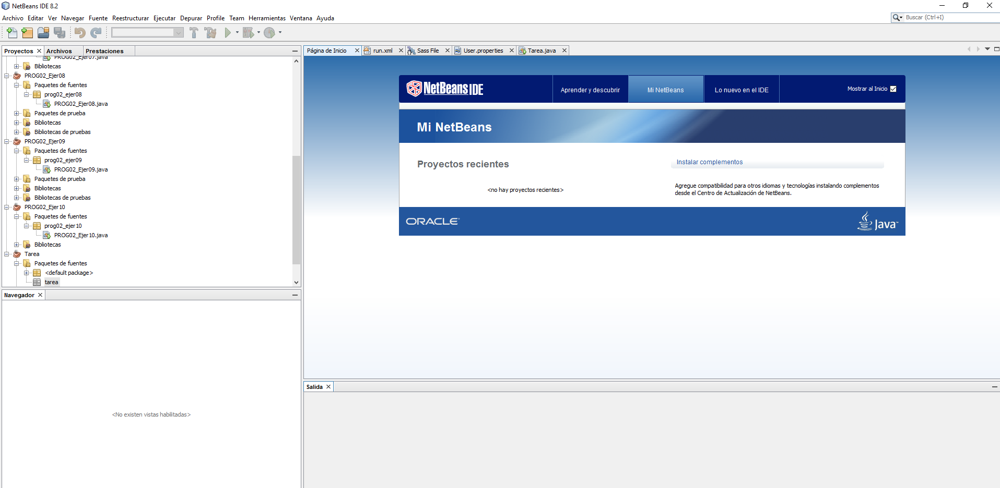 NetBeans IDE 8.2
Archivo Editar Ver Navegar Fuente Reestructurar Ejecutar Depurar Profile Team Herramientas Ventana Ayuda
Buscar (Ctrl+I)
Proyectos Archivos Prestaciones
PROG02_Ejer07.java
Bibliotecas
PROG02_Ejer08
Paquetes de fuentes
prog02_ejer08
PROG02_Ejer08.java
Paquetes de prueba
Bibliotecas
Bibliotecas de pruebas
PROG02_Ejer09
Paquetes de fuentes
prog02_ejer09
PROG02_Ejer09.java
Paquetes de prueba
Bibliotecas
Bibliotecas de pruebas
PROG02_Ejer10
Paquetes de fuentes
prog02_ejer10
PROG02_Ejer10.java
Bibliotecas
Tarea
Paquetes de fuentes
<default package>
tarea
Navegador
<No existen vistas habilitadas>
Página de Inicio run.xml Sass File User.properties Tarea.java
NetBeans IDE
Aprender y descubrir
Mi NetBeans
Lo nuevo en el IDE
Mostrar al Inicio
Mi NetBeans
Proyectos recientes
<no hay proyectos recientes>
Instalar complementos
Agregue compatibilidad para otros idiomas y tecnologías instalando complementos
desde el Centro de Actualización de NetBeans.
ORACLE
Java
Salida